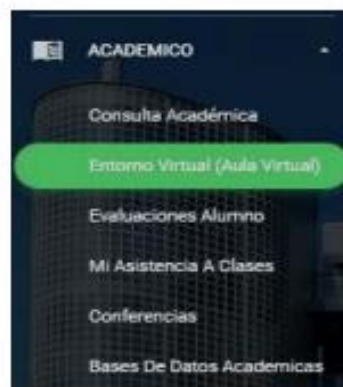 ACADEMICO
Consulta Académica
Entorno Virtual (Aula Virtual)
Evaluaciones Alumno
Mi Asistencia A Clases
Conferencias
Bases De Datos Academicas